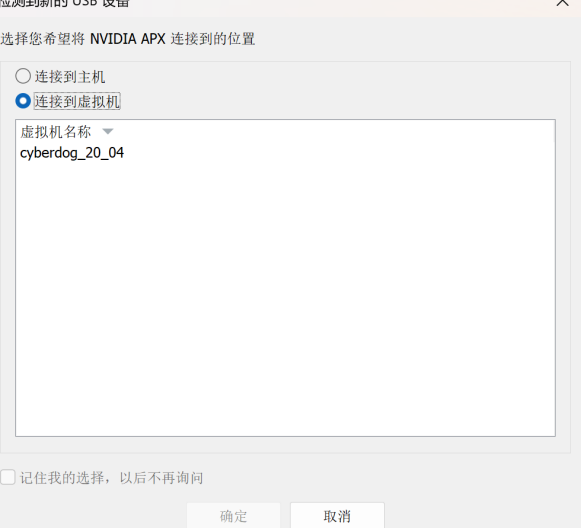 检测到新的 USB 设备
选择您希望将 NVIDIA APX 连接到的位置
连接到主机
连接到虚拟机
虚拟机名称
cyberdog_20_04
记住我的选择，以后不再询问
确定
取消